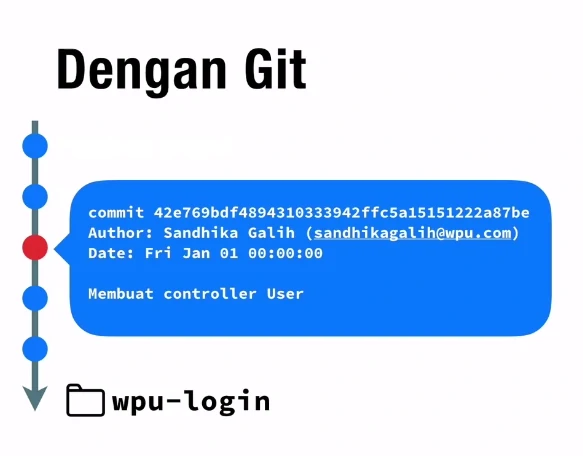 Dengan Git
commit 42e769bdf4894310333942ffc5a15151222a87be
Author: Sandhika Galih (sandhikagalih@wpu.com)
Date: Fri Jan 01 00:00:00
Membuat controller User
wpu-login